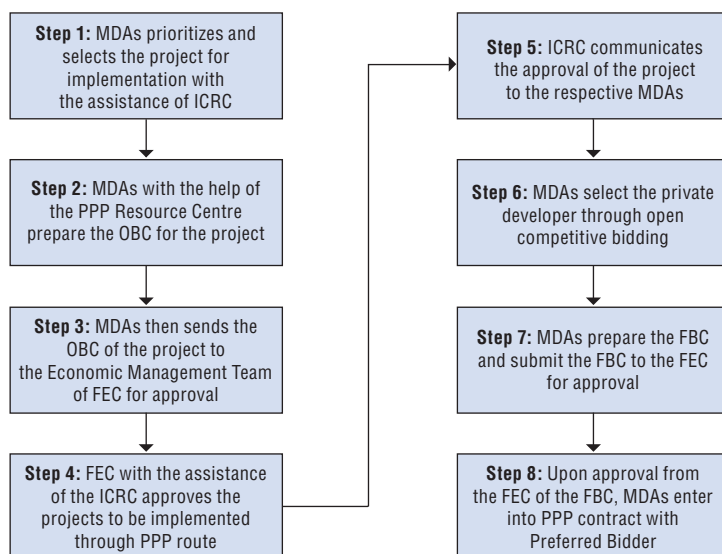 Step 1: MDAs prioritizes and
selects the project for
implementation with
the assistance of ICRC
Step 2: MDAs with the help of
the PPP Resource Centre
prepare the OBC for the project
Step 3: MDAs then sends the
OBC of the project to
the Economic Management Team
of FEC for approval
Step 4: FEC with the assistance
of the ICRC approves the
projects to be implemented
through PPP route
Step 5: ICRC communicates
the approval of the project
to the respective MDAs
Step 6: MDAs select the private
developer through open
competitive bidding
Step 7: MDAs prepare the FBC
and submit the FBC to the FEC
for approval
Step 8: Upon approval from
the FEC of the FBC, MDAs enter
into PPP contract with
Preferred Bidder